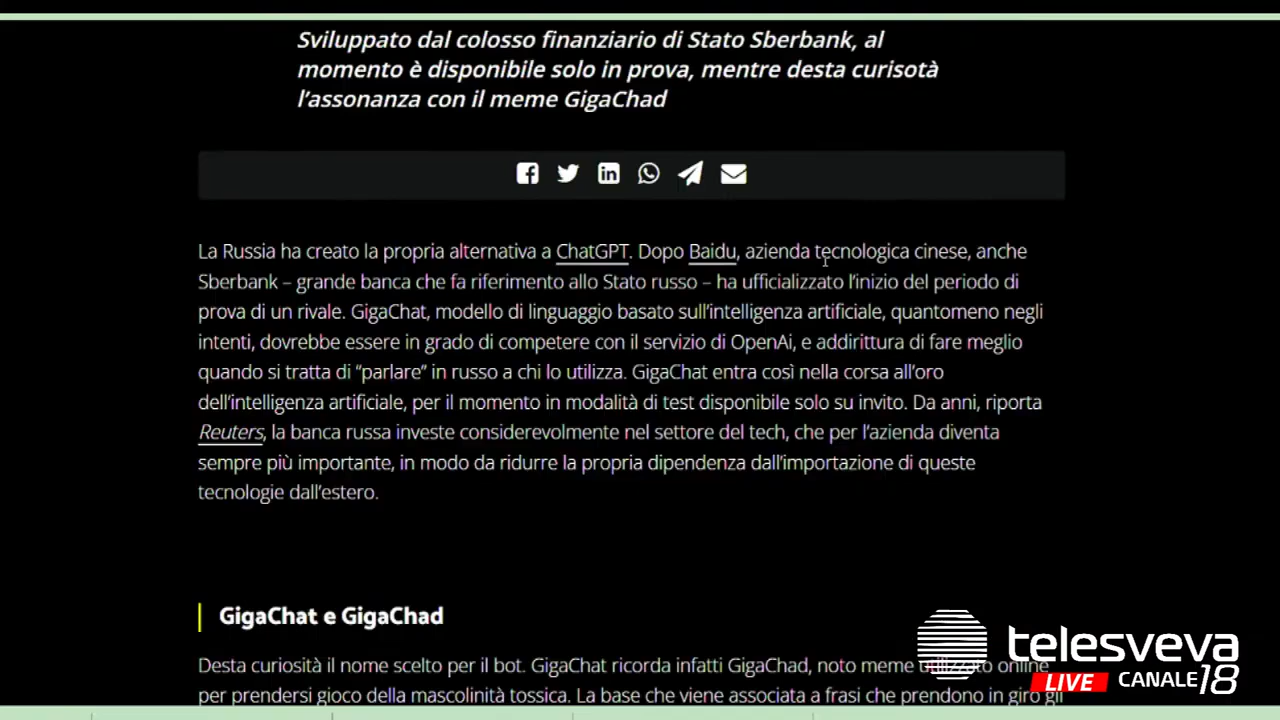 Sviluppato dal colosso finanziario di Stato Sberbank, al
momento è disponibile solo in prova, mentre desta curisotà
l'assonanza con il meme GigaChad
La Russia ha creato la propria alternativa a ChatGPT. Dopo Baidu, azienda tecnologica cinese, anche
Sberbank – grande banca che fa riferimento allo Stato russo – ha ufficializzato l'inizio del periodo di
prova di un rivale. GigaChat, modello di linguaggio basato sull'intelligenza artificiale, quantomeno negli
intenti, dovrebbe essere in grado di competere con il servizio di OpenAi, e addirittura di fare meglio
quando si tratta di “parlare” in russo a chi lo utilizza. GigaChat entra così nella corsa all'oro
dell'intelligenza artificiale, per il momento in modalità di test disponibile solo su invito. Da anni, riporta
Reuters, la banca russa investe considerevolmente nel settore del tech, che per l'azienda diventa
sempre più importante, in modo da ridurre la propria dipendenza dall'importazione di queste
tecnologie dall'estero.
GigaChat e GigaChad
Desta curiosità il nome scelto per il bot. GigaChat ricorda infatti GigaChad, noto meme utilizzato online
per prendersi gioco della mascolinità tossica. La base che viene associata a frasi che prendono in giro gli
telesveva
LIVE CANALE 18